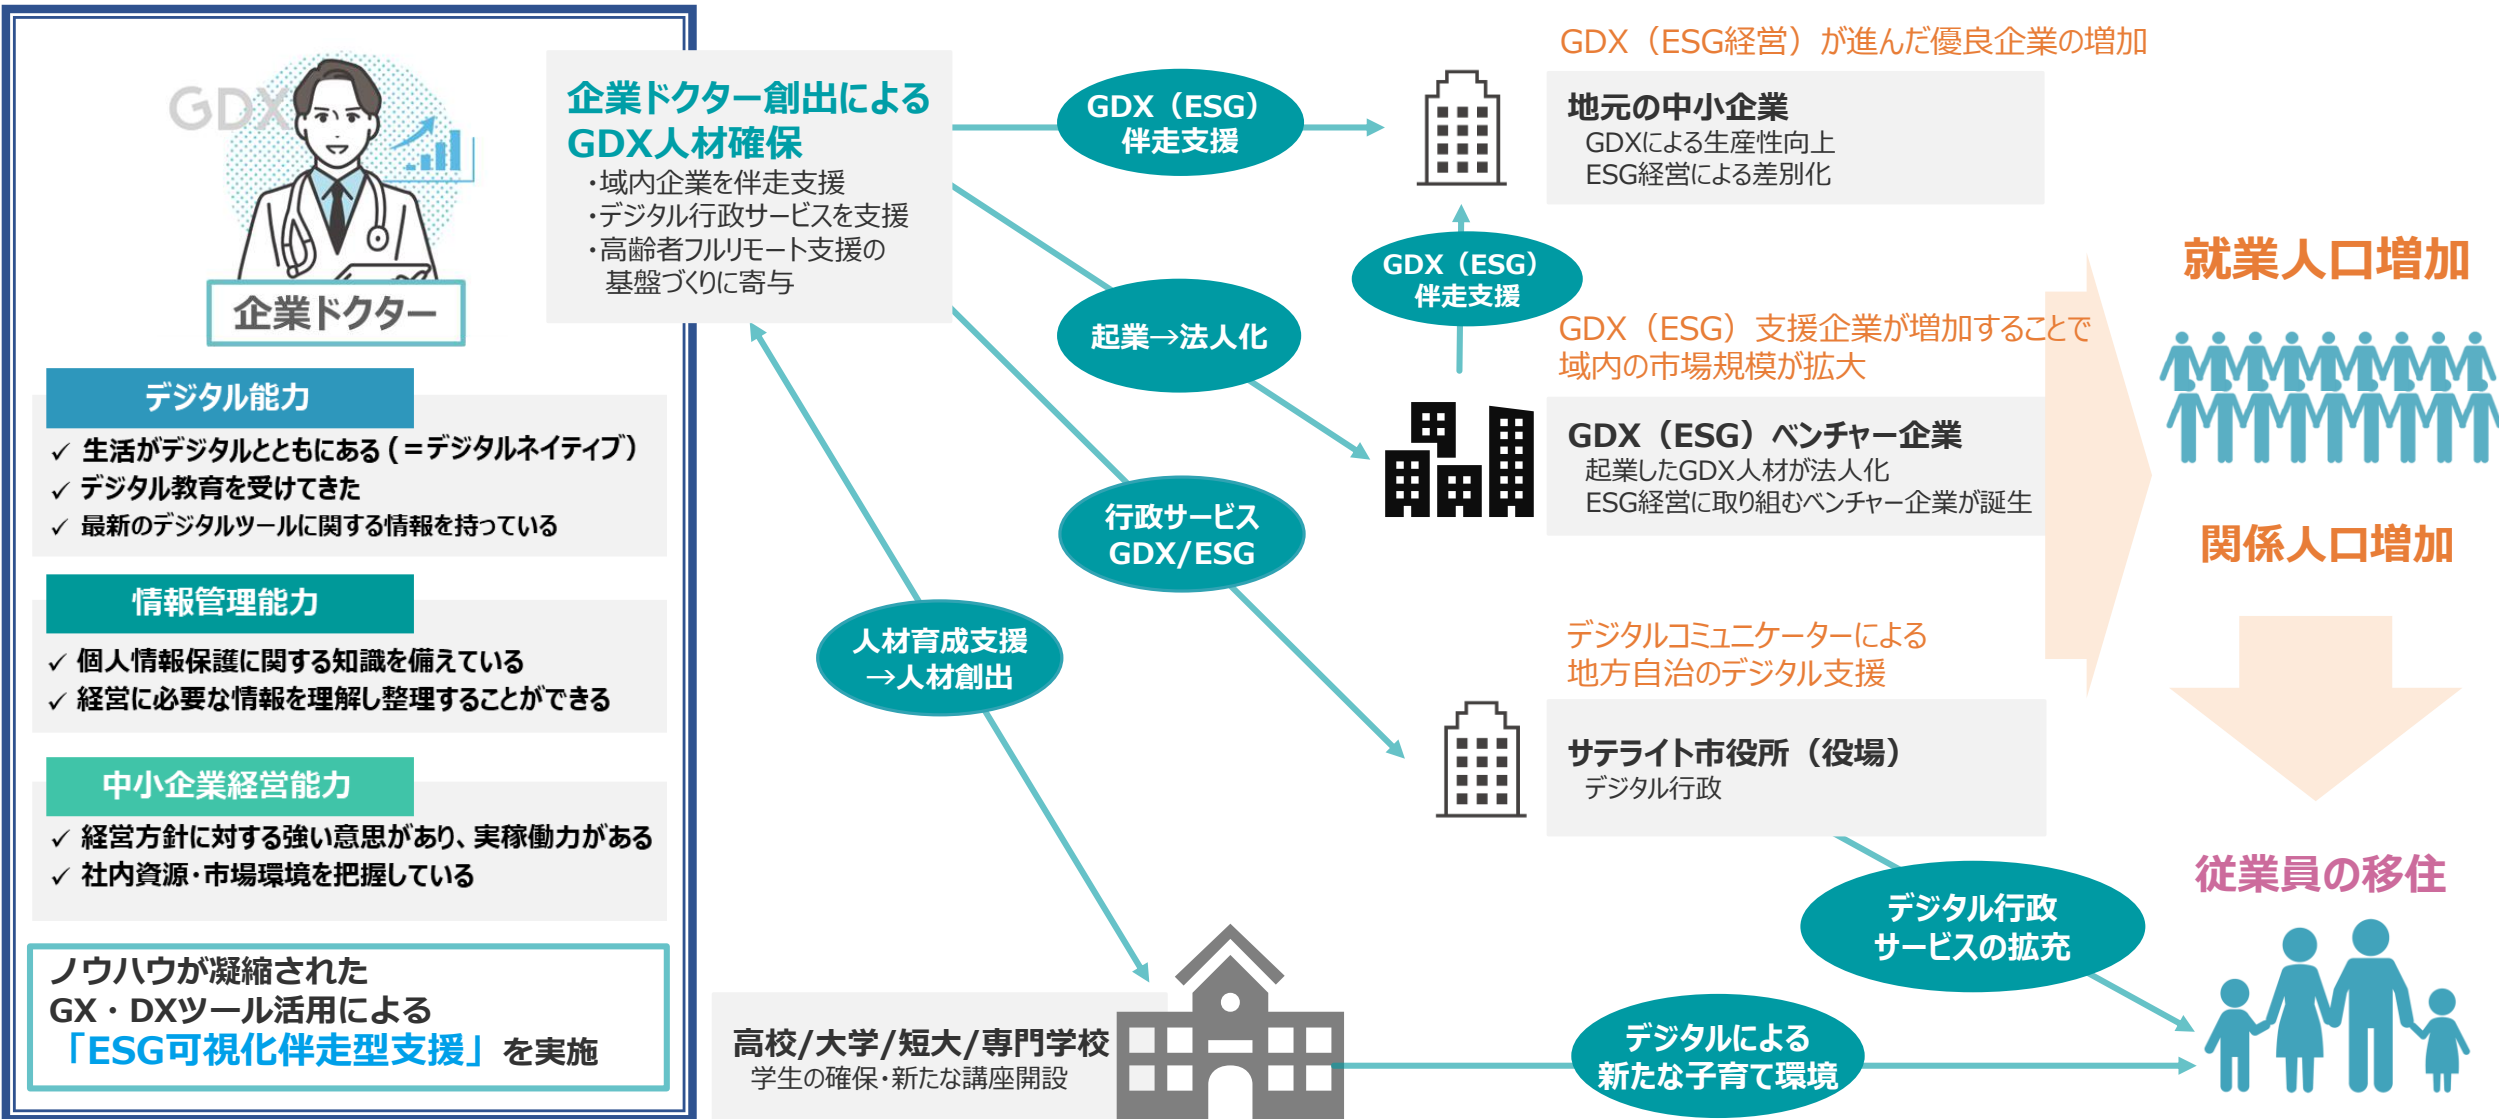 GDX
企業ドクター
デジタル能力
✓ 生活がデジタルとともにある（＝デジタルネイティブ）
✓ デジタル教育を受けてきた
✓ 最新のデジタルツールに関する情報を持っている
情報管理能力
✓ 個人情報保護に関する知識を備えている
✓ 経営に必要な情報を理解し整理することができる
中小企業経営能力
✓ 経営方針に対する強い意思があり、実稼働力がある
✓ 社内資源・市場環境を把握している
ノウハウが凝縮された
GX・DXツール活用による
「ESG可視化伴走型支援」を実施
企業ドクター創出による
GDX人材確保
・域内企業を伴走支援
・デジタル行政サービスを支援
・高齢者フルリモート支援の
基盤づくりに寄与
GDX（ESG）
伴走支援
起業→法人化
行政サービス
GDX/ESG
人材育成支援
→人材創出
GDX（ESG）
伴走支援
GDX（ESG経営）が進んだ優良企業の増加
地元の中小企業
GDXによる生産性向上
ESG経営による差別化
GDX（ESG）支援企業が増加することで
域内の市場規模が拡大
GDX（ESG）ベンチャー企業
起業したGDX人材が法人化
ESG経営に取り組むベンチャー企業が誕生
デジタルコミュニケーターによる
地方自治のデジタル支援
サテライト市役所（役場）
デジタル行政
高校/大学/短大/専門学校
学生の確保・新たな講座開設
デジタル行政
サービスの拡充
デジタルによる
新たな子育て環境
就業人口増加
関係人口増加
従業員の移住